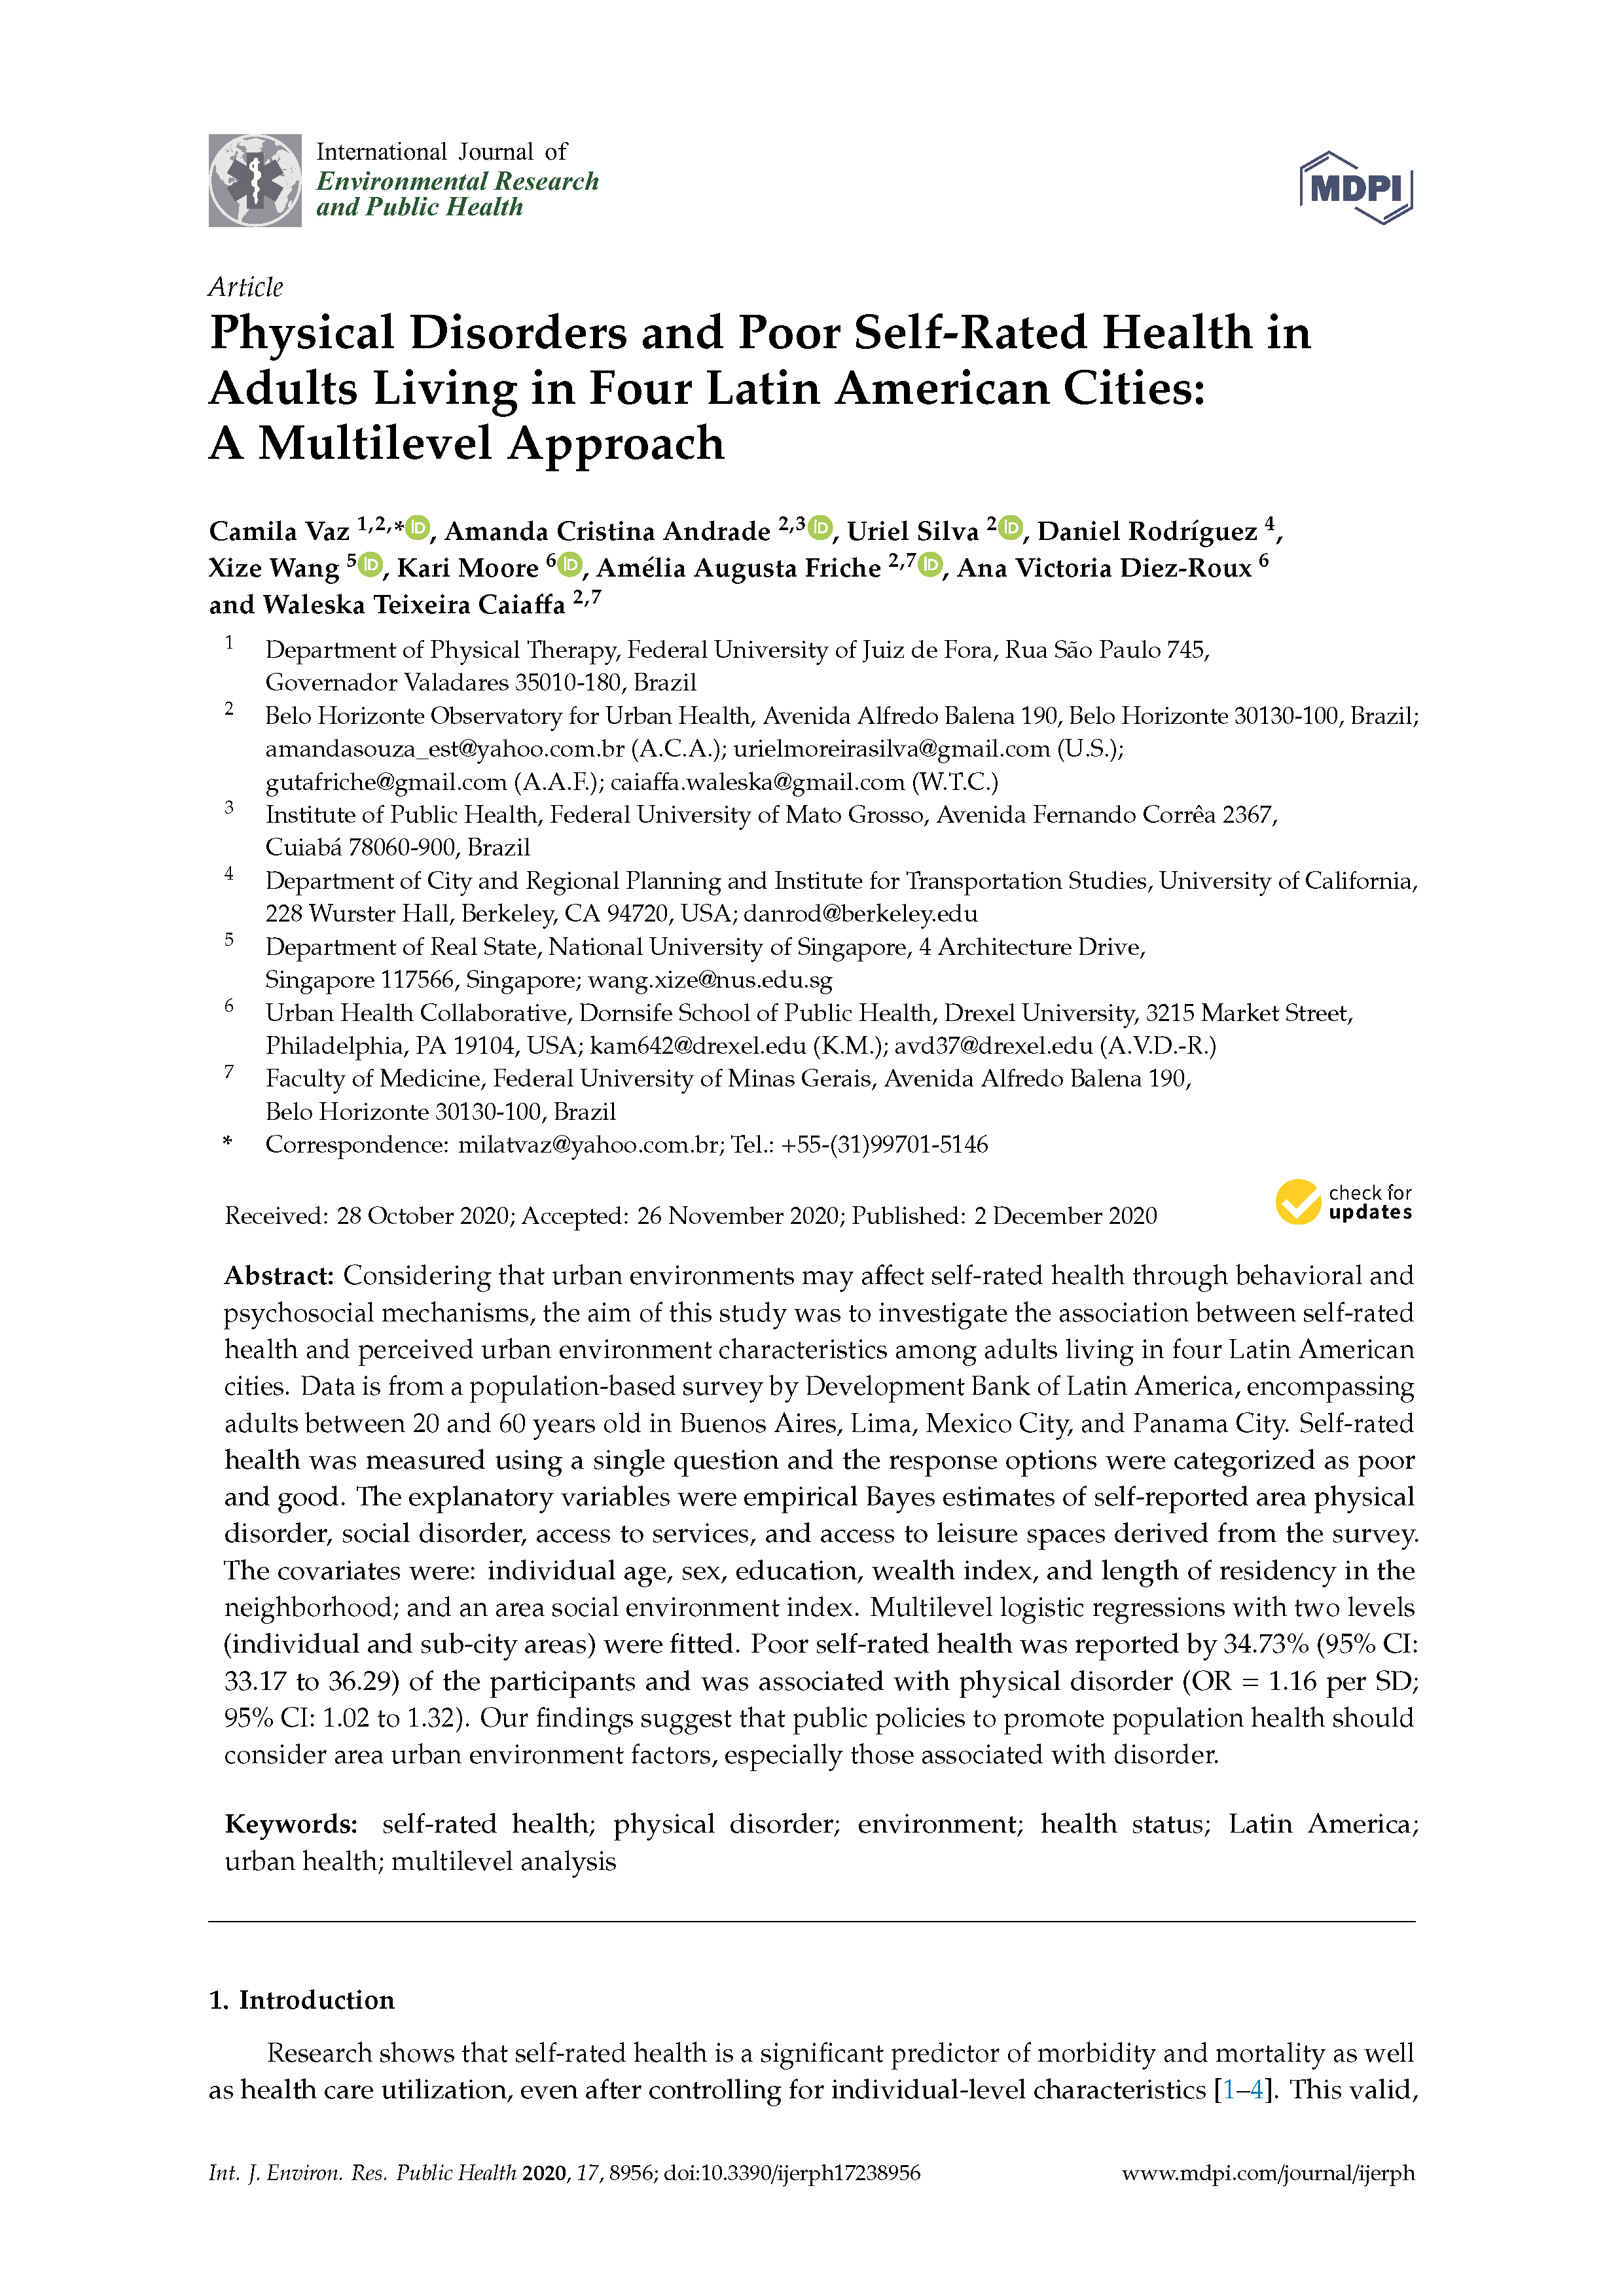 International Journal of
Environmental Research
and Public Health
MDPI
Article
Physical Disorders and Poor Self-Rated Health in
Adults Living in Four Latin American Cities:
A Multilevel Approach
Camila Vaz 1,2,* iD, Amanda Cristina Andrade 2,3 iD, Uriel Silva 2 iD, Daniel Rodríguez 4,
Xize Wang 5 iD, Kari Moore 6 iD, Amélia Augusta Friche 2,7 iD, Ana Victoria Diez-Roux 6
and Waleska Teixeira Caiaffa 2,7
1 Department of Physical Therapy, Federal University of Juiz de Fora, Rua São Paulo 745,
Governador Valadares 35010-180, Brazil
2 Belo Horizonte Observatory for Urban Health, Avenida Alfredo Balena 190, Belo Horizonte 30130-100, Brazil;
amandasouza_est@yahoo.com.br (A.C.A.); urielmoreirasilva@gmail.com (U.S.);
gutafriche@gmail.com (A.A.F.); caiaffa.waleska@gmail.com (W.T.C.)
3 Institute of Public Health, Federal University of Mato Grosso, Avenida Fernando Corrêa 2367,
Cuiabá 78060-900, Brazil
4 Department of City and Regional Planning and Institute for Transportation Studies, University of California,
228 Wurster Hall, Berkeley, CA 94720, USA; danrod@berkeley.edu
5 Department of Real State, National University of Singapore, 4 Architecture Drive,
Singapore 117566, Singapore; wang.xize@nus.edu.sg
6 Urban Health Collaborative, Dornsife School of Public Health, Drexel University, 3215 Market Street,
Philadelphia, PA 19104, USA; kam642@drexel.edu (K.M.); avd37@drexel.edu (A.V.D.-R.)
7 Faculty of Medicine, Federal University of Minas Gerais, Avenida Alfredo Balena 190,
Belo Horizonte 30130-100, Brazil
* Correspondence: milatvaz@yahoo.com.br; Tel.: +55-(31)99701-5146
Received: 28 October 2020; Accepted: 26 November 2020; Published: 2 December 2020
check for
updates
Abstract: Considering that urban environments may affect self-rated health through behavioral and
psychosocial mechanisms, the aim of this study was to investigate the association between self-rated
health and perceived urban environment characteristics among adults living in four Latin American
cities. Data is from a population-based survey by Development Bank of Latin America, encompassing
adults between 20 and 60 years old in Buenos Aires, Lima, Mexico City, and Panama City. Self-rated
health was measured using a single question and the response options were categorized as poor
and good. The explanatory variables were empirical Bayes estimates of self-reported area physical
disorder, social disorder, access to services, and access to leisure spaces derived from the survey.
The covariates were: individual age, sex, education, wealth index, and length of residency in the
neighborhood; and an area social environment index. Multilevel logistic regressions with two levels
(individual and sub-city areas) were fitted. Poor self-rated health was reported by 34.73% (95% CI:
33.17 to 36.29) of the participants and was associated with physical disorder (OR = 1.16 per SD;
95% CI: 1.02 to 1.32). Our findings suggest that public policies to promote population health should
consider area urban environment factors, especially those associated with disorder.
Keywords: self-rated health; physical disorder; environment; health status; Latin America;
urban health; multilevel analysis
1. Introduction
Research shows that self-rated health is a significant predictor of morbidity and mortality as well
as health care utilization, even after controlling for individual-level characteristics [1–4]. This valid,
Int. J. Environ. Res. Public Health 2020, 17, 8956; doi:10.3390/ijerph17238956
www.mdpi.com/journal/ijerph